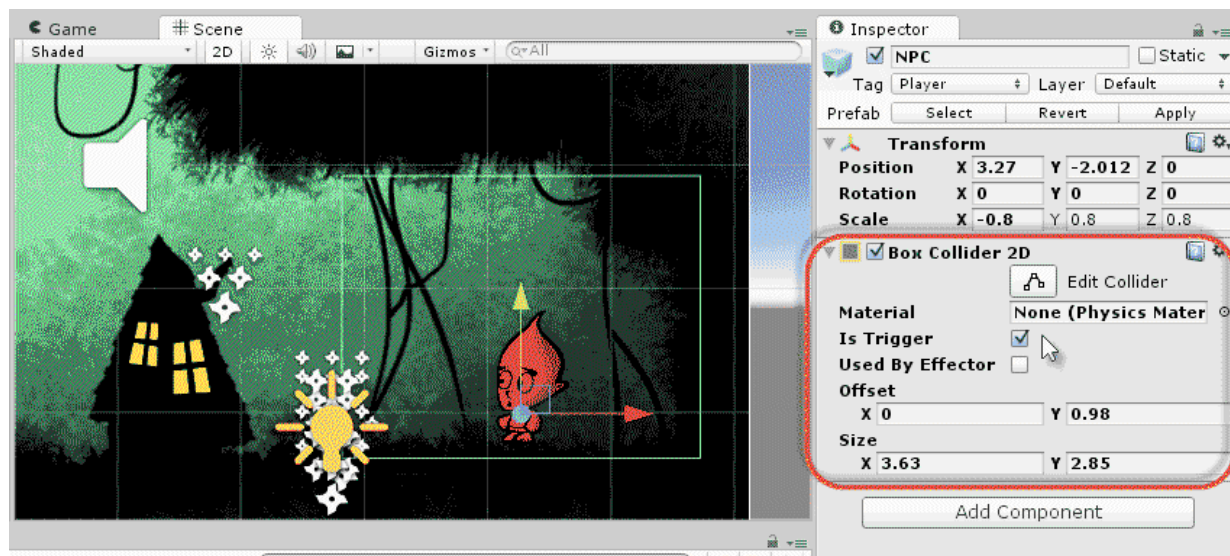 Game
Scene
Shaded
2D
Gizmos
All
Inspector
NPC
Static
Tag Player Layer Default
Prefab Select Revert Apply
Transform
Position X 3.27 Y -2.012 Z 0
Rotation X 0 Y 0 Z 0
Scale X -0.8 Y 0.8 Z 0.8
Box Collider 2D
Edit Collider
Material None (Physics Mater
Is Trigger
Used By Effector
Offset
X 0 Y 0.98
Size
X 3.63 Y 2.85
Add Component